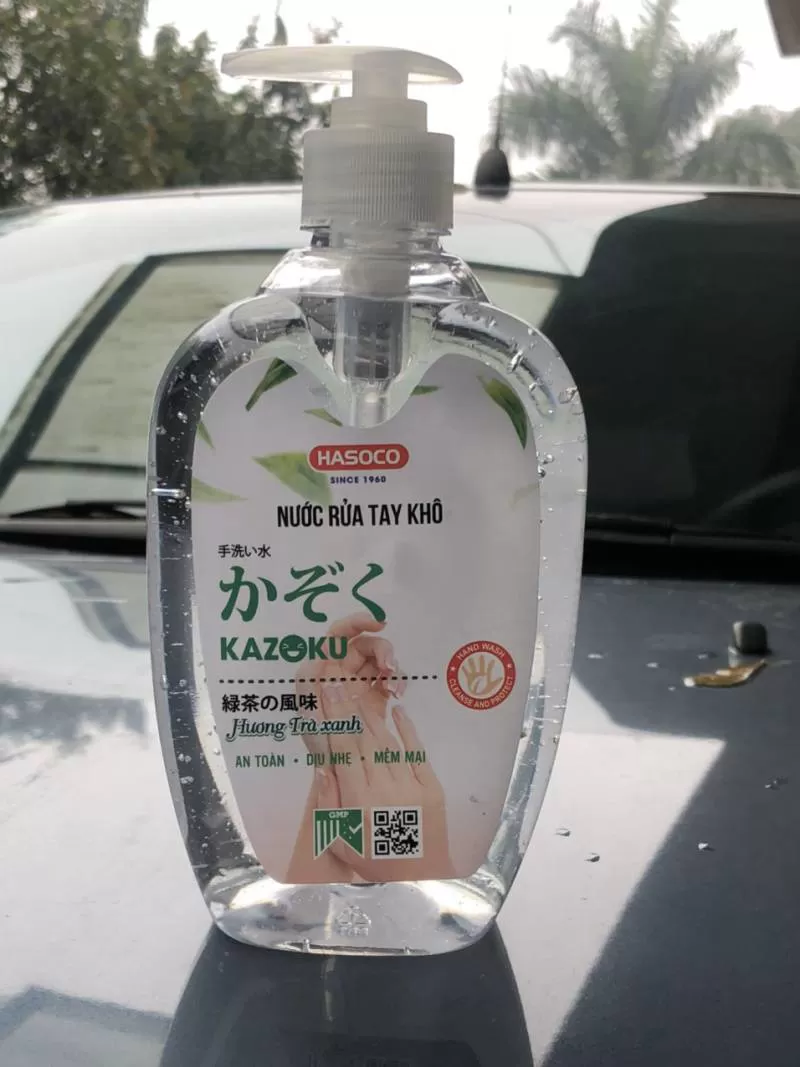 HASOCO
SINCE 1960
NƯỚC RỬA TAY KHÔ
手洗い水
かぞく
KAZOKU
HAND WASH
CLEANSE AND PROTECT
緑茶の風味
Hương Trà xanh
AN TOÀN • DỊU NHẸ • MỀM MẠI
GMP